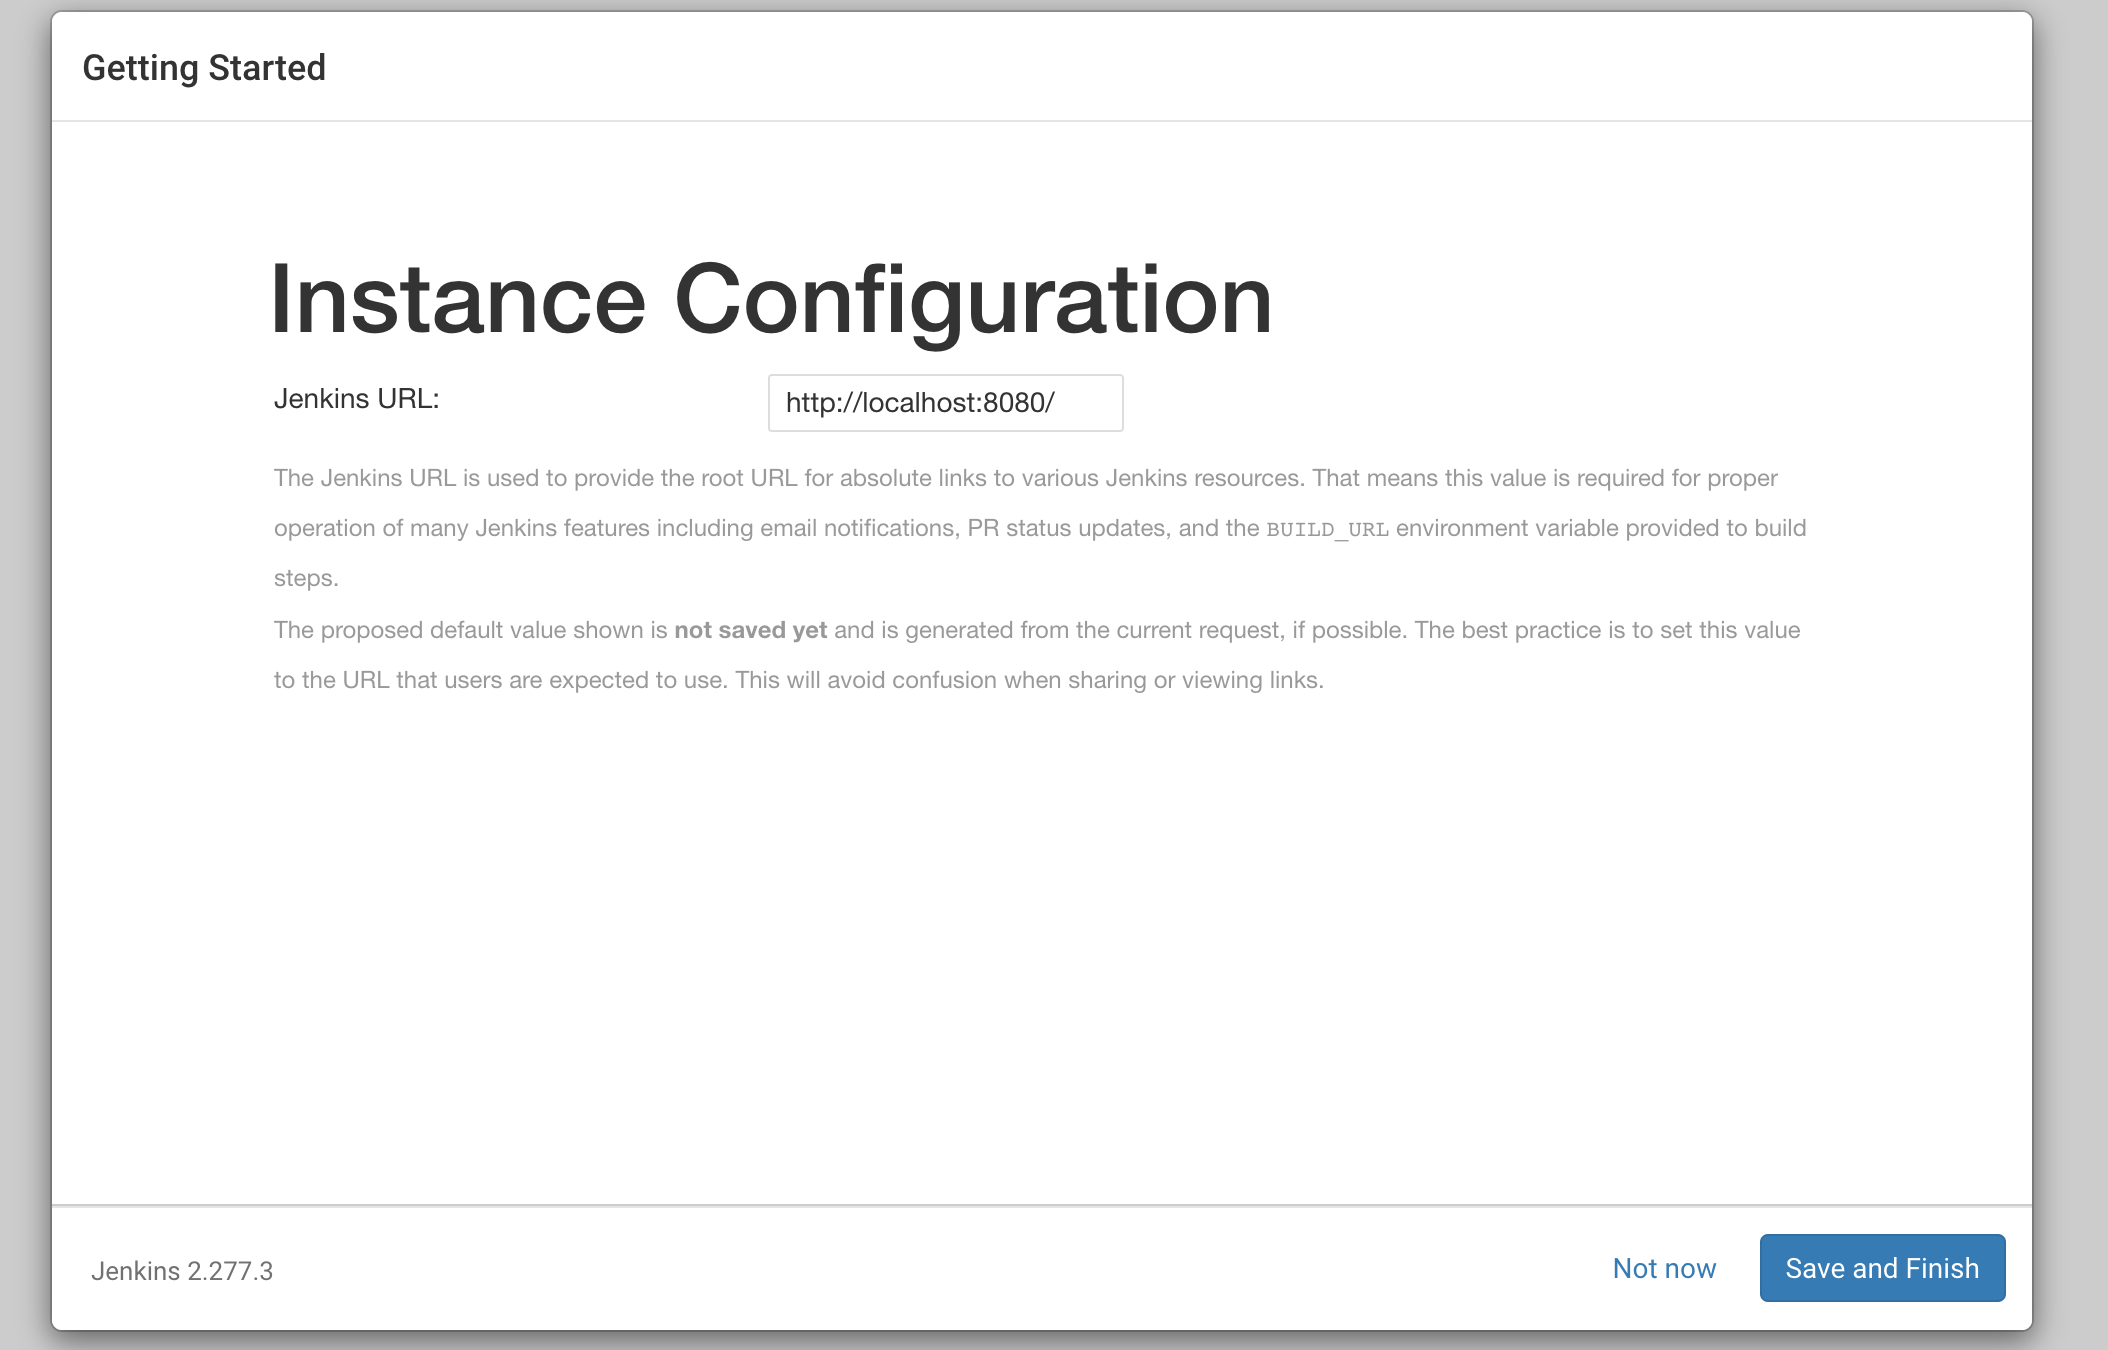 Getting Started
Instance Configuration
Jenkins URL: http://localhost:8080/
The Jenkins URL is used to provide the root URL for absolute links to various Jenkins resources. That means this value is required for proper
operation of many Jenkins features including email notifications, PR status updates, and the BUILD_URL environment variable provided to build
steps.
The proposed default value shown is not saved yet and is generated from the current request, if possible. The best practice is to set this value
to the URL that users are expected to use. This will avoid confusion when sharing or viewing links.
Jenkins 2.277.3 Not now Save and Finish